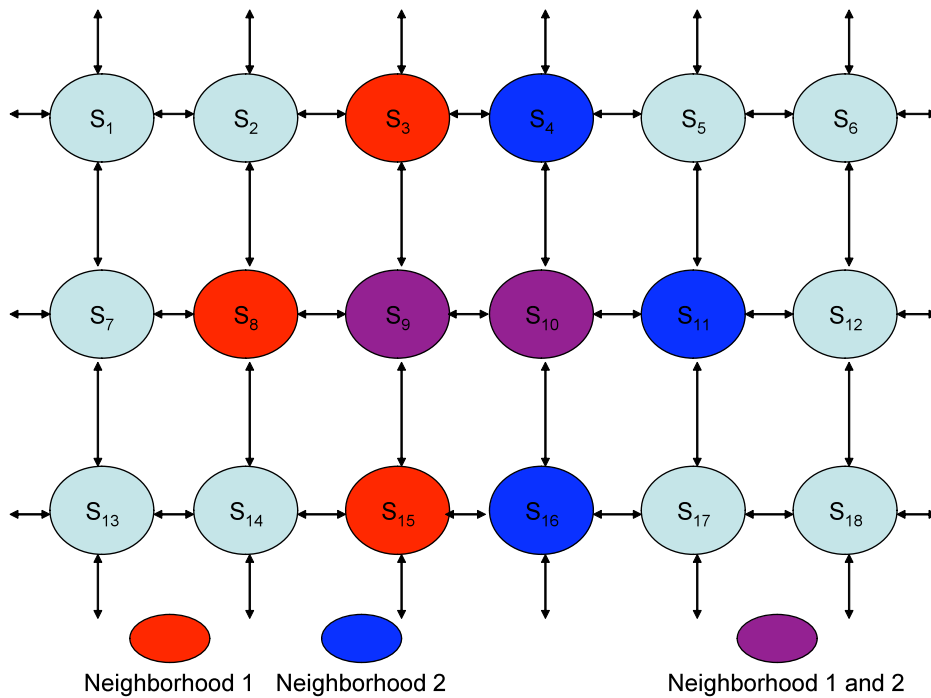 S1 S2 S3 S4 S5 S6
S7 S8 S9 S10 S11 S12
S13 S14 S15 S16 S17 S18
Neighborhood 1 Neighborhood 2 Neighborhood 1 and 2